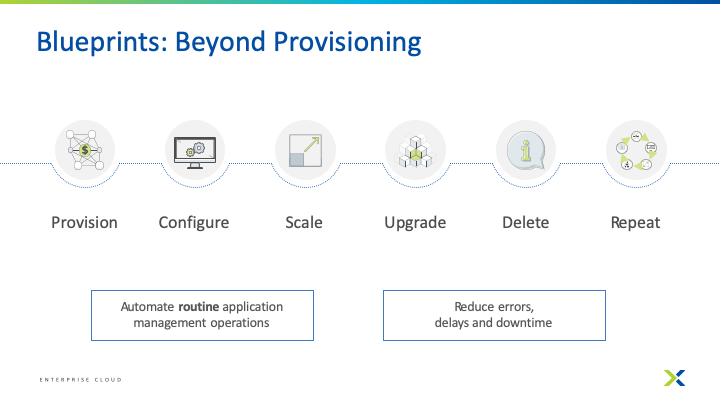 Blueprints: Beyond Provisioning
$
i
Provision
Configure
Scale
Upgrade
Delete
Repeat
Automate routine application
management operations
Reduce errors,
delays and downtime
ENTERPRISE CLOUD